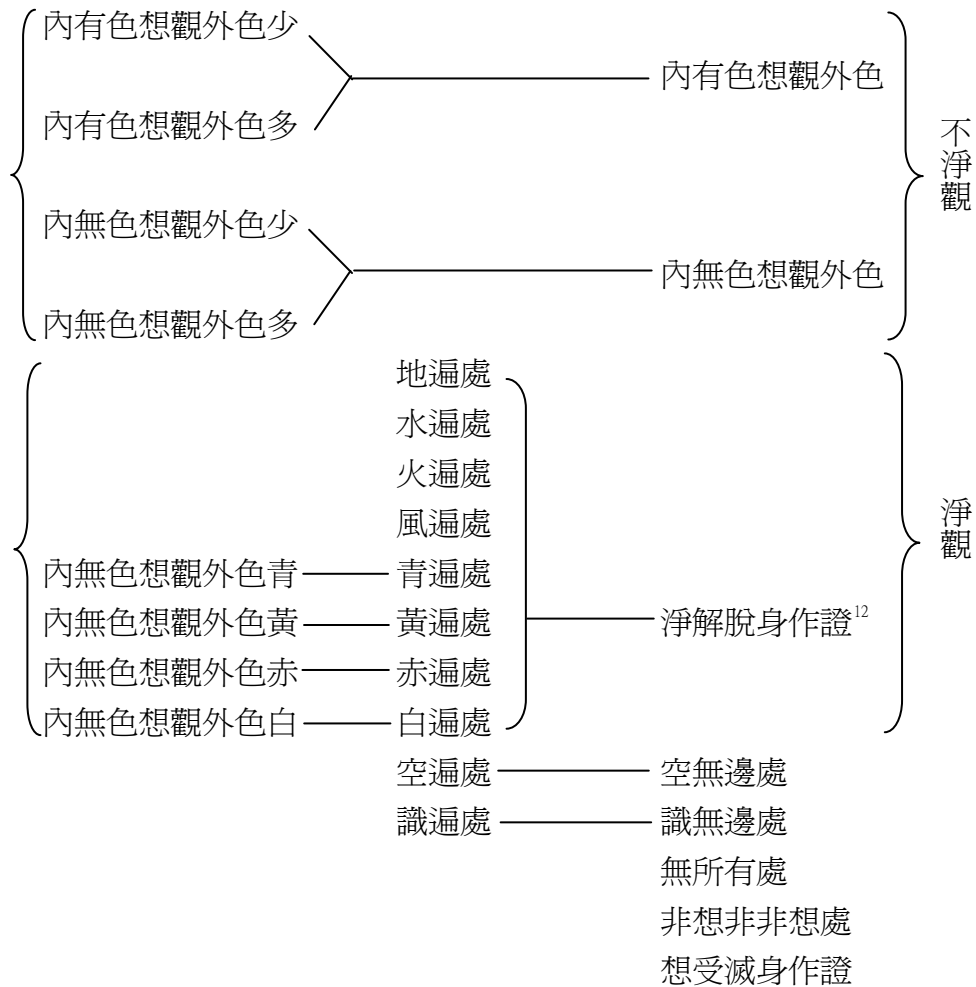 內有色想觀外色少
內有色想觀外色多
內有色想觀外色
內無色想觀外色少
內無色想觀外色多
內無色想觀外色
不淨觀
地遍處
水遍處
火遍處
風遍處
內無色想觀外色青 青遍處
內無色想觀外色黃 黃遍處
內無色想觀外色赤 赤遍處
內無色想觀外色白 白遍處
淨解脫身作證12
淨觀
空遍處 空無邊處
識遍處 識無邊處
無所有處
非想非非想處
想受滅身作證